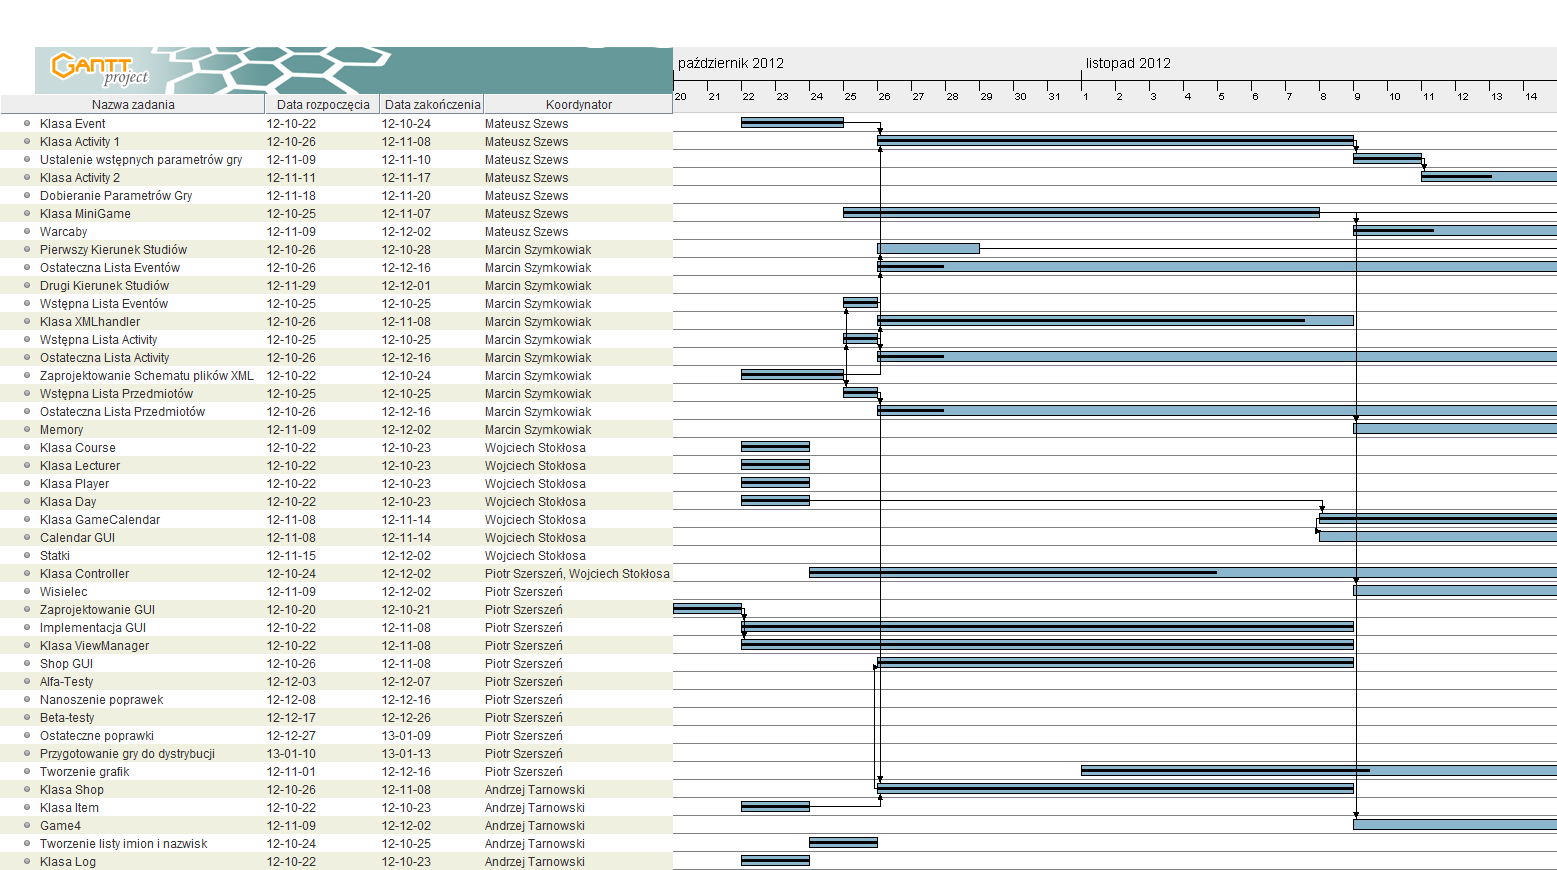 GANTT
project
październik 2012 listopad 2012
20 21 22 23 24 25 26 27 28 29 30 31 1 2 3 4 5 6 7 8 9 10 11 12 13 14
Nazwa zadania Data rozpoczęcia Data zakończenia Koordynator
Klasa Event 12-10-22 12-10-24 Mateusz Szews
Klasa Activity 1 12-10-26 12-11-08 Mateusz Szews
Ustalenie wstępnych parametrów gry 12-11-09 12-11-10 Mateusz Szews
Klasa Activity 2 12-11-11 12-11-17 Mateusz Szews
Dobieranie Parametrów Gry 12-11-18 12-11-20 Mateusz Szews
Klasa MiniGame 12-10-25 12-11-07 Mateusz Szews
Warcaby 12-11-09 12-12-02 Mateusz Szews
Pierwszy Kierunek Studiów 12-10-26 12-10-28 Marcin Szymkowiak
Ostateczna Lista Eventów 12-10-26 12-12-16 Marcin Szymkowiak
Drugi Kierunek Studiów 12-11-29 12-12-01 Marcin Szymkowiak
Wstępna Lista Eventów 12-10-25 12-10-25 Marcin Szymkowiak
Klasa XMLhandler 12-10-26 12-11-08 Marcin Szymkowiak
Wstępna Lista Activity 12-10-25 12-10-25 Marcin Szymkowiak
Ostateczna Lista Activity 12-10-26 12-12-16 Marcin Szymkowiak
Zaprojektowanie Schematu plików XML 12-10-22 12-10-24 Marcin Szymkowiak
Wstępna Lista Przedmiotów 12-10-25 12-10-25 Marcin Szymkowiak
Ostateczna Lista Przedmiotów 12-10-26 12-12-16 Marcin Szymkowiak
Memory 12-11-09 12-12-02 Marcin Szymkowiak
Klasa Course 12-10-22 12-10-23 Wojciech Stokłosa
Klasa Lecturer 12-10-22 12-10-23 Wojciech Stokłosa
Klasa Player 12-10-22 12-10-23 Wojciech Stokłosa
Klasa Day 12-10-22 12-10-23 Wojciech Stokłosa
Klasa GameCalendar 12-11-08 12-11-14 Wojciech Stokłosa
Calendar GUI 12-11-08 12-11-14 Wojciech Stokłosa
Statki 12-11-15 12-12-02 Wojciech Stokłosa
Klasa Controller 12-10-24 12-12-02 Piotr Szerszeń, Wojciech Stokłosa
Wisielec 12-11-09 12-12-02 Piotr Szerszeń
Zaprojektowanie GUI 12-10-20 12-10-21 Piotr Szerszeń
Implementacja GUI 12-10-22 12-11-08 Piotr Szerszeń
Klasa ViewManager 12-10-22 12-11-08 Piotr Szerszeń
Shop GUI 12-10-26 12-11-08 Piotr Szerszeń
Alfa-Testy 12-12-03 12-12-07 Piotr Szerszeń
Nanoszenie poprawek 12-12-08 12-12-16 Piotr Szerszeń
Beta-testy 12-12-17 12-12-26 Piotr Szerszeń
Ostateczne poprawki 12-12-27 13-01-09 Piotr Szerszeń
Przygotowanie gry do dystrybucji 13-01-10 13-01-13 Piotr Szerszeń
Tworzenie grafik 12-11-01 12-12-16 Piotr Szerszeń
Klasa Shop 12-10-26 12-11-08 Andrzej Tarnowski
Klasa Item 12-10-22 12-10-23 Andrzej Tarnowski
Game4 12-11-09 12-12-02 Andrzej Tarnowski
Tworzenie listy imion i nazwisk 12-10-24 12-10-25 Andrzej Tarnowski
Klasa Log 12-10-22 12-10-23 Andrzej Tarnowski